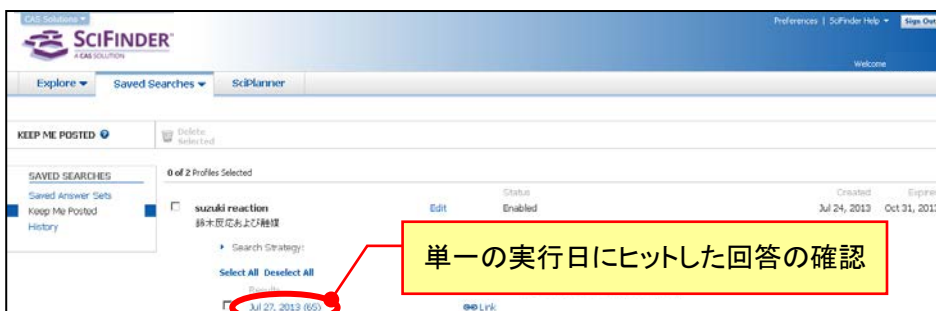 CAS Solutions
Preferences | SciFinder Help Sign Out
SCIFINDER®
A CAS SOLUTION
Welcome
Explore Saved Searches SciPlanner
KEEP ME POSTED
Delete Selected
SAVED SEARCHES
Saved Answer Sets
Keep Me Posted
History
0 of 2 Profiles Selected
Status Created Expires
suzuki reaction Edit Enabled Jul 24, 2013 Oct 31, 2013
鈴木反応および触媒
Search Strategy:
Select All Deselect All
単一の実行日にヒットした回答の確認
Results
Jul 27, 2013 (65) Link